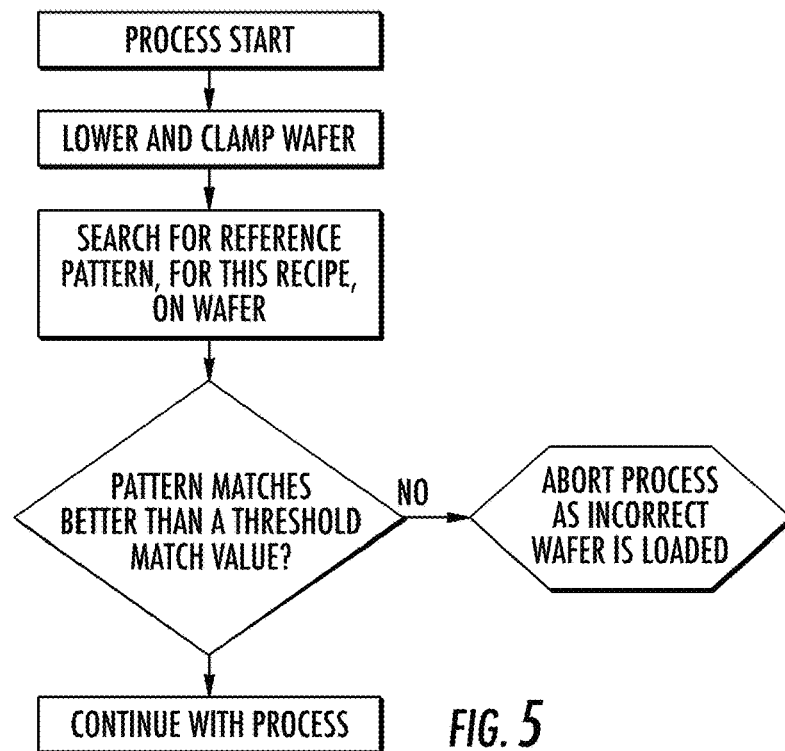 PROCESS START
LOWER AND CLAMP WAFER
SEARCH FOR REFERENCE
PATTERN, FOR THIS RECIPE,
ON WAFER
PATTERN MATCHES
BETTER THAN A THRESHOLD
MATCH VALUE?
NO
ABORT PROCESS
AS INCORRECT
WAFER IS LOADED
CONTINUE WITH PROCESS
FIG. 5